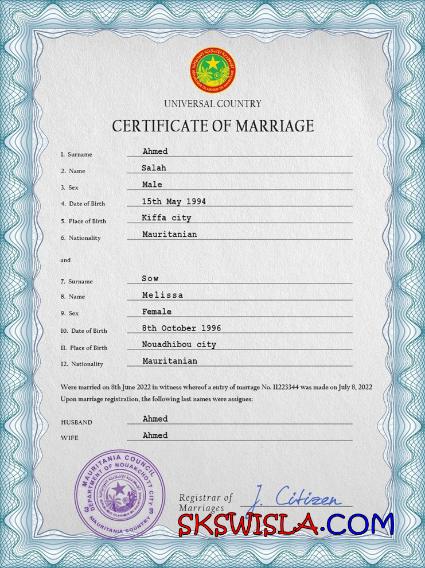 UNIVERSAL COUNTRY
CERTIFICATE OF MARRIAGE
1. Surname Ahmed
2. Name Salah
3. Sex Male
4. Date of Birth 15th May 1994
5. Place of Birth Kiffa city
6. Nationality Mauritanian
and
7. Surname Sow
8. Name Melissa
9. Sex Female
10. Date of Birth 8th October 1996
11. Place of Birth Nouadhibou city
12. Nationality Mauritanian
Were married on 8th June 2022 in witness whereof a entry of marrage No. 11223344 was made on July 8, 2022
Upon marriage registration, the following last names were assignes:
HUSBAND Ahmed
WIFE Ahmed
MAURITANIA COUNCIL
DEPARTMENT OF NOUAKCHOTT CITY
MAURITANIA COUNTRY
Registrar of
Marriages
J. Citizen
SKSWISLA.COM